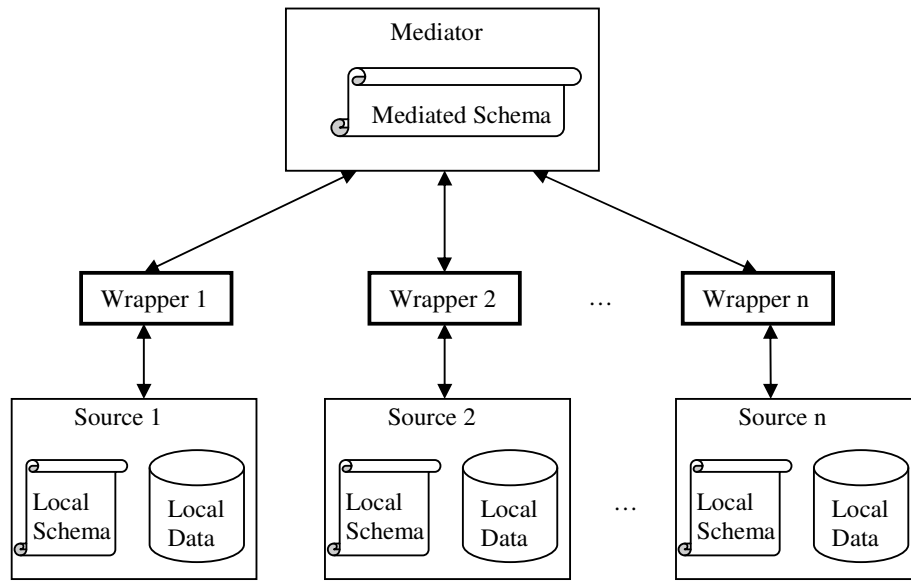 Mediator
Mediated Schema
Wrapper 1
Wrapper 2
...
Wrapper n
Source 1
Local
Schema
Local
Data
Source 2
Local
Schema
Local
Data
...
Source n
Local
Schema
Local
Data